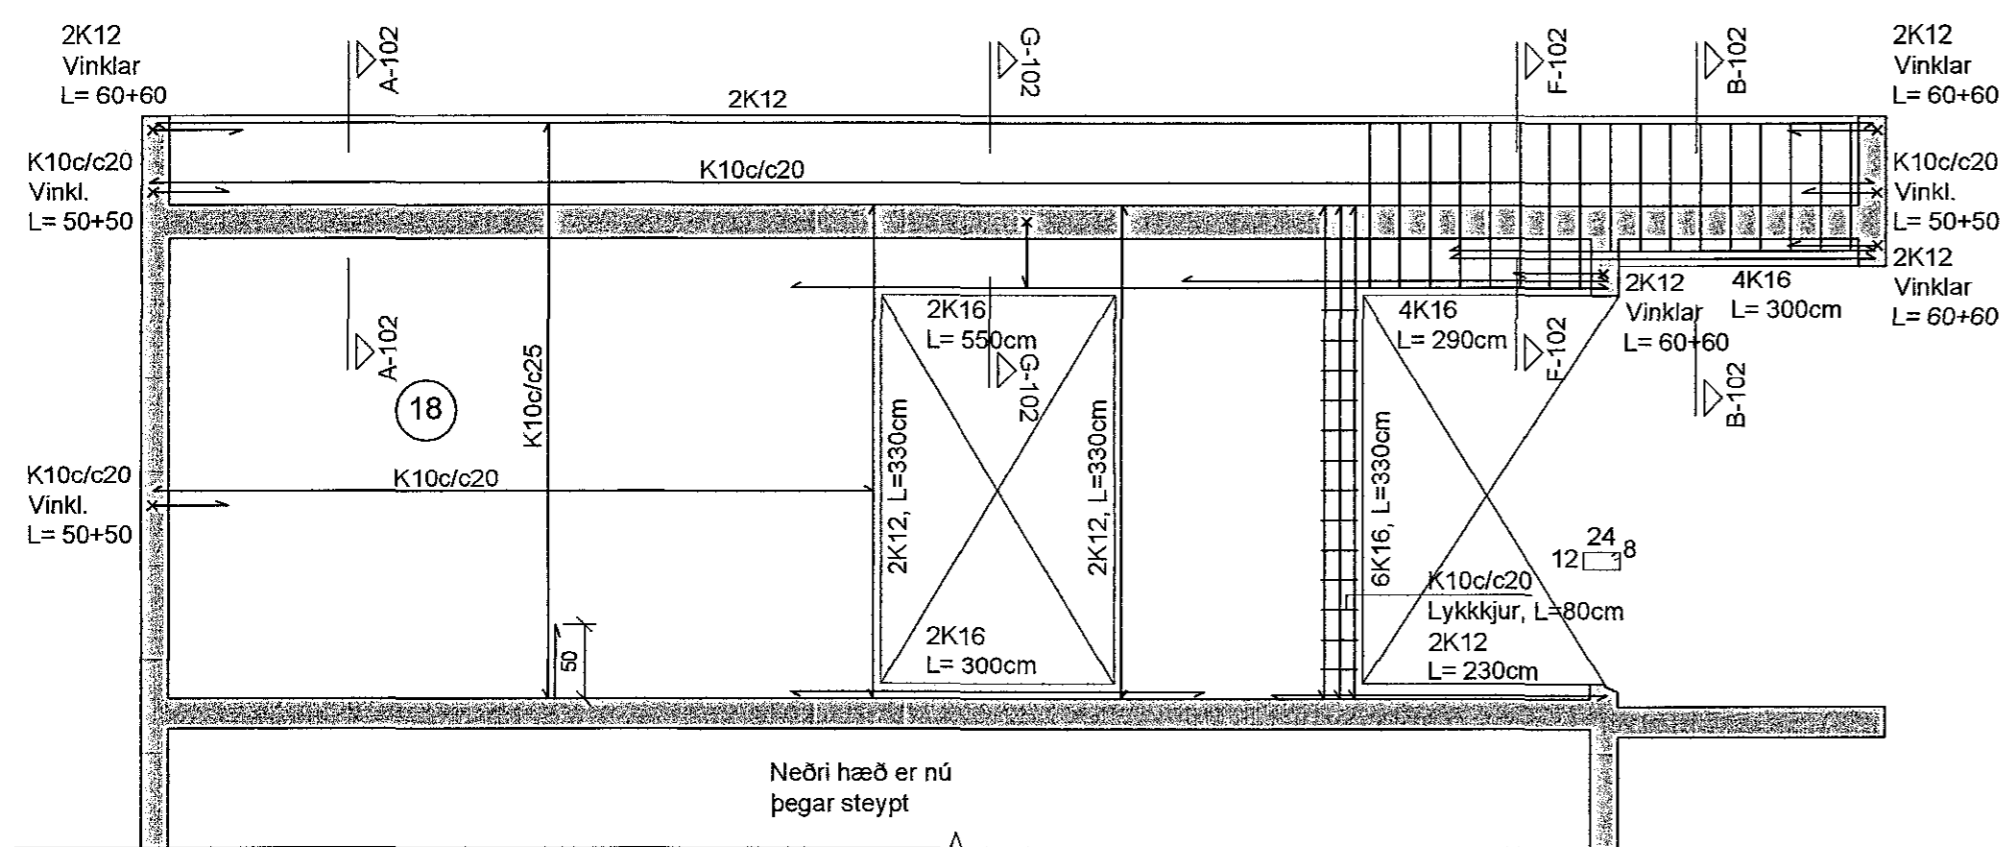 2K12
Vinklar
L= 60+60
A-102
G-102
F-102
B-102
2K12
Vinklar
L= 60+60
2K12
K10c/c20
Vinkl.
L= 50+50
K10c/c20
K10c/c20
Vinkl.
L= 50+50
2K12
Vinklar
L= 60+60
2K12
Vinklar
L= 60+60
4K16
L= 300cm
2K16
L= 550cm
4K16
L= 290cm
A-102
G-102
F-102
B-102
18
K10c/c25
2K12, L=330cm
2K12, L=330cm
6K16, L=330cm
K10c/c20
Vinkl.
L= 50+50
K10c/c20
24
12
8
K10c/c20
Lykkkjur, L=80cm
2K12
L= 230cm
2K16
L= 300cm
50
Neðri hæð er nú
þegar steypt